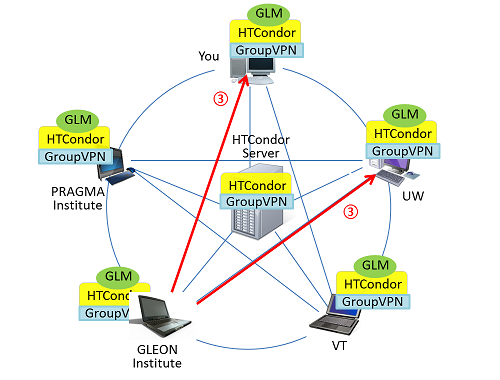 GLM
HTCondor
GroupVPN
You
③
GLM
HTCondor
GroupVPN
PRAGMA
Institute
HTCondor
Server
HTCondor
GroupVPN
GLM
HTCondor
GroupVPN
UW
③
GLM
HTCondor
GroupV
GLEON
Institute
GLM
HTCondor
GroupVPN
VT